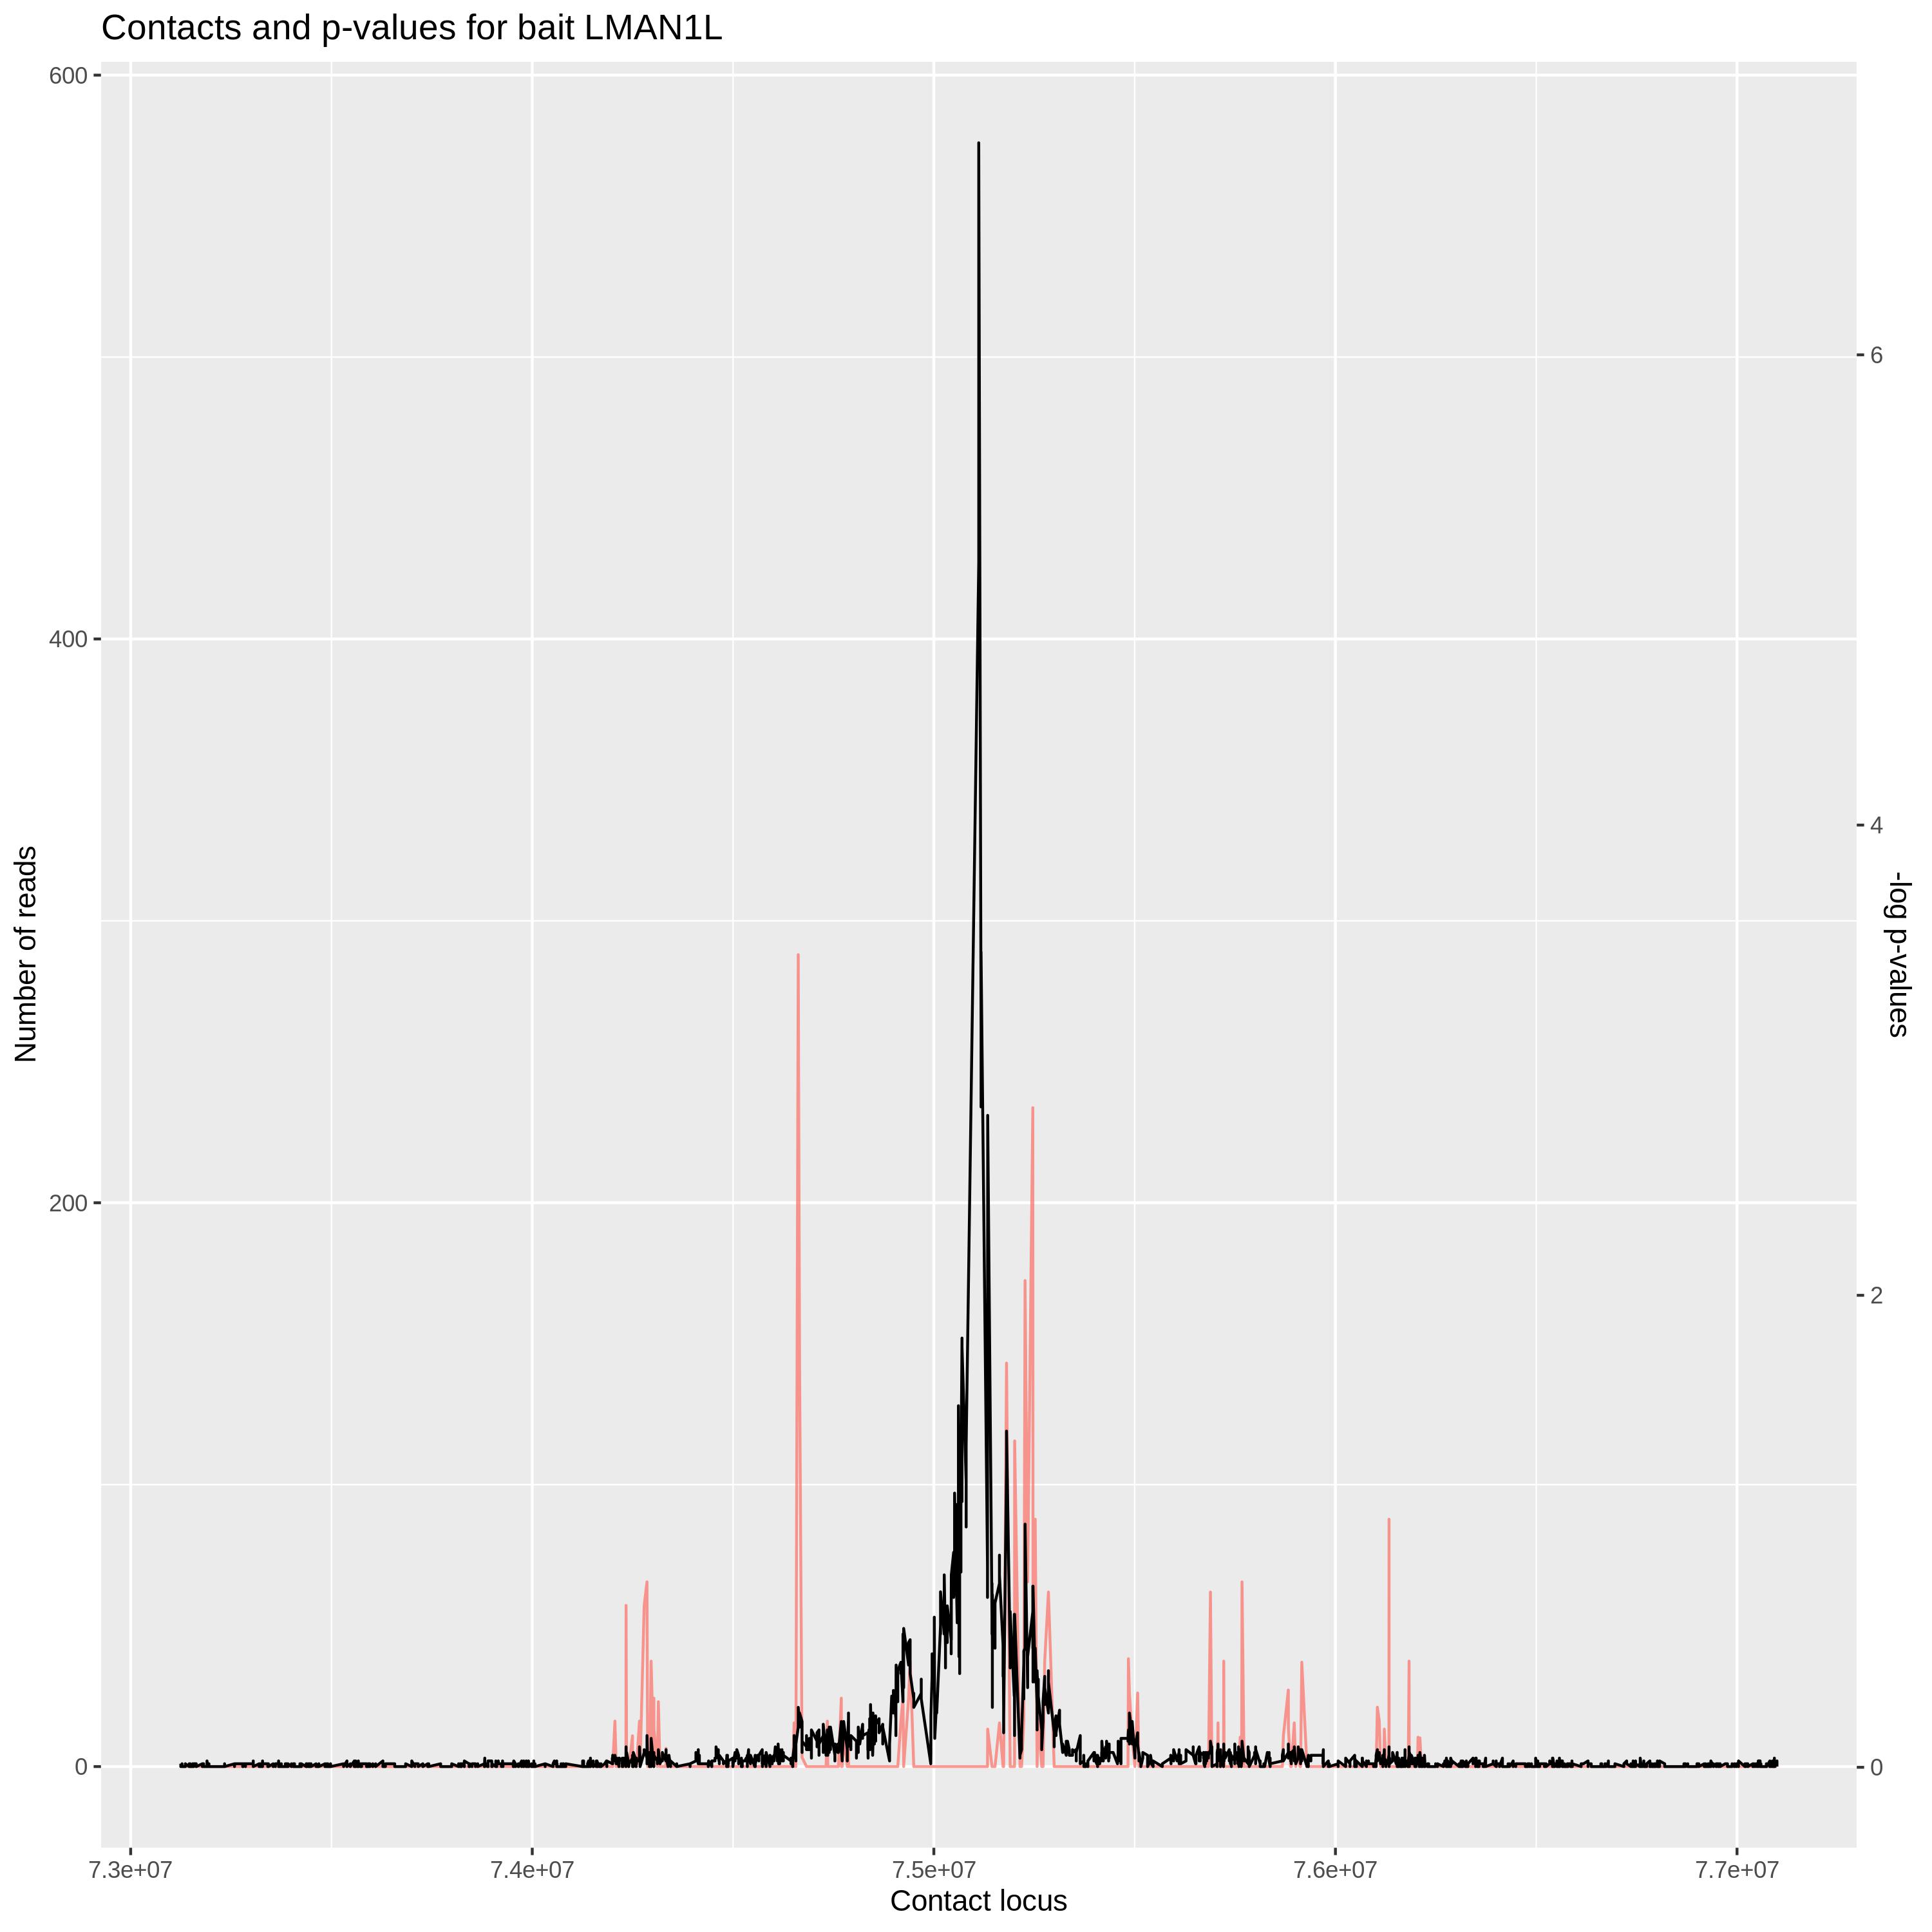 Contacts and p-values for bait LMAN1L
600
400
200
0
Number of reads
6
4
2
0
-log p-values
7.3e+07
7.4e+07
7.5e+07
7.6e+07
7.7e+07
Contact locus